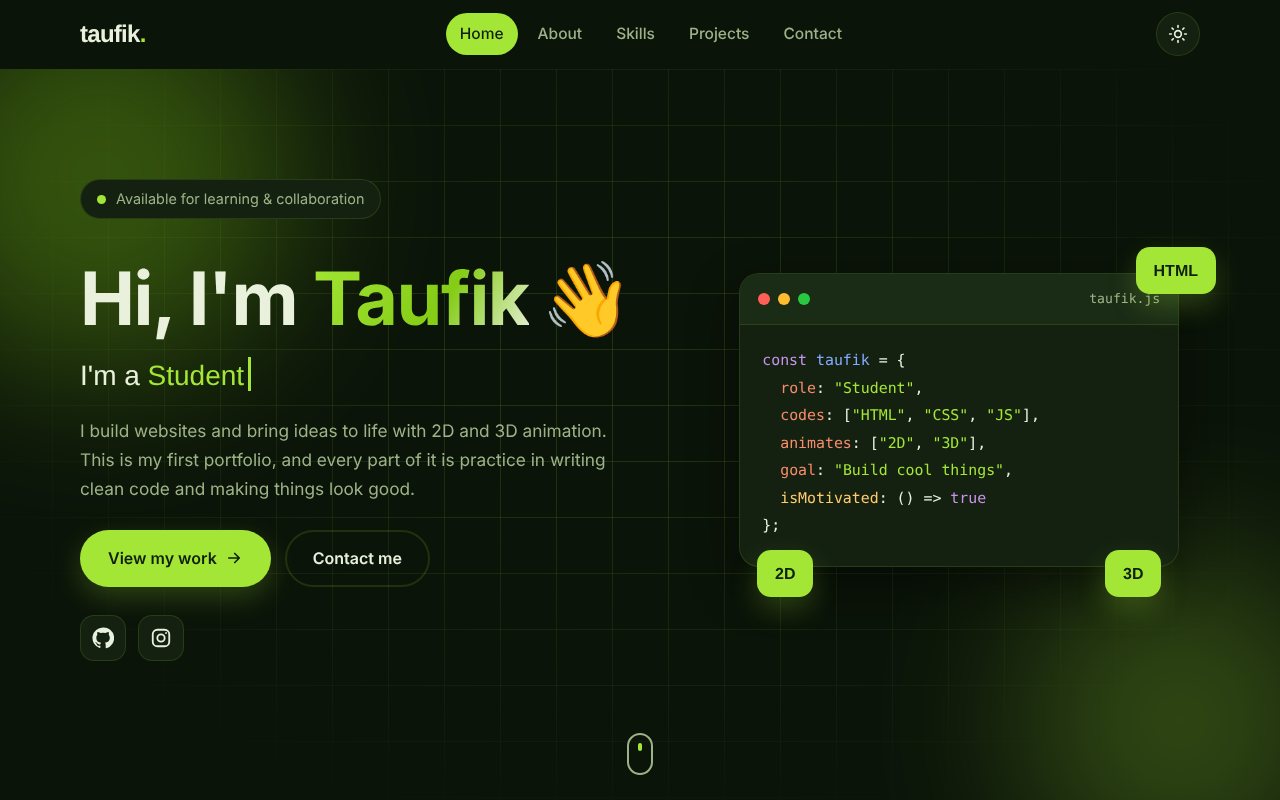 taufik.
Home
About
Skills
Projects
Contact
Available for learning & collaboration
Hi, I'm Taufik 👋
I'm a Student
I build websites and bring ideas to life with 2D and 3D animation.
This is my first portfolio, and every part of it is practice in writing
clean code and making things look good.
View my work →
Contact me
HTML
taufik.js
const taufik = {
  role: "Student",
  codes: ["HTML", "CSS", "JS"],
  animates: ["2D", "3D"],
  goal: "Build cool things",
  isMotivated: () => true
};
2D
3D